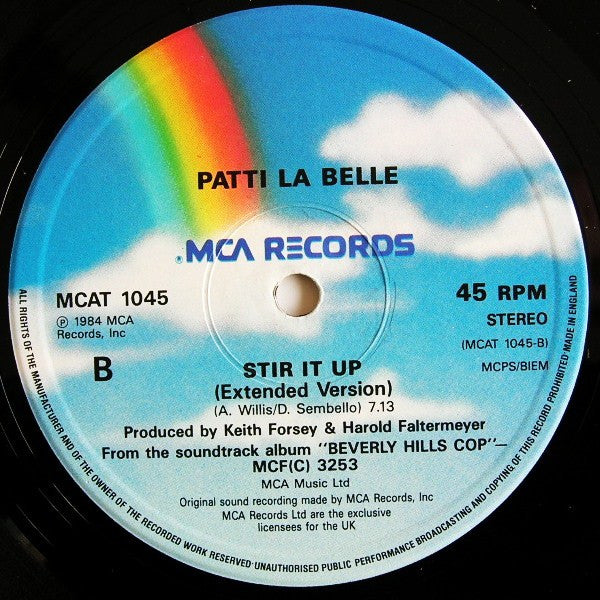 PATTI LA BELLE
®MCA RECORDS
MCAT 1045
℗ 1984 MCA
Records, Inc
B
45 RPM
STEREO
(MCAT 1045-B)
MCPS/BIEM
STIR IT UP
(Extended Version)
(A. Willis/D. Sembello) 7.13
Produced by Keith Forsey & Harold Faltermeyer
From the soundtrack album "BEVERLY HILLS COP"–
MCF(C) 3253
MCA Music Ltd
Original sound recording made by MCA Records, Inc
MCA Records Ltd are the exclusive
licensees for the UK
ALL RIGHTS OF THE MANUFACTURER AND OF THE OWNER OF THE RECORDED WORK RESERVED·UNAUTHORISED PUBLIC PERFORMANCE BROADCASTING AND COPYING OF THIS RECORD PROHIBITED·MADE IN ENGLAND